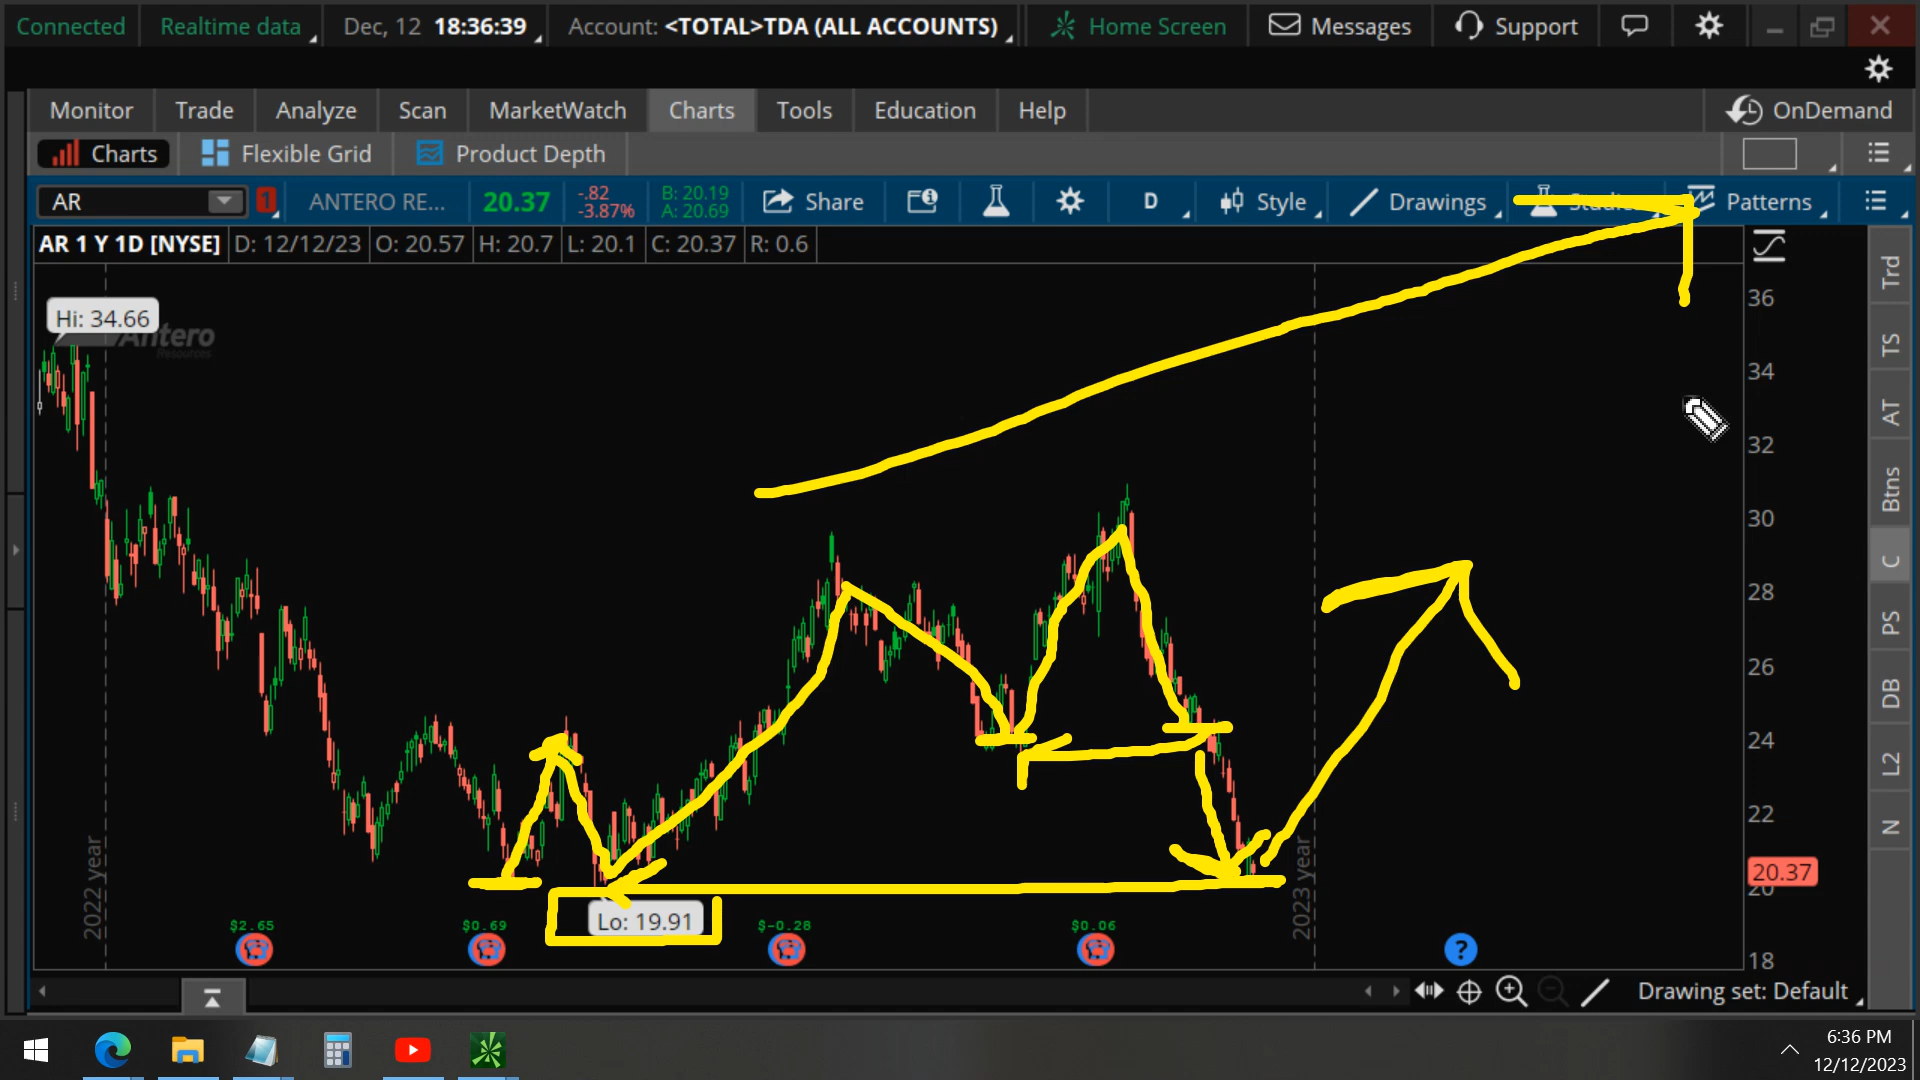 Connected Realtime data Dec, 12 18:36:39 Account: <TOTAL>TDA (ALL ACCOUNTS) Home Screen Messages Support
Monitor Trade Analyze Scan MarketWatch Charts Tools Education Help OnDemand
Charts Flexible Grid Product Depth
AR 1 ANTERO RE... 20.37 -.82 B: 20.19 Share D Style Drawings Patterns
-3.87% A: 20.69
AR 1 Y 1D [NYSE] D: 12/12/23 O: 20.57 H: 20.7 L: 20.1 C: 20.37 R: 0.6
Hi: 34.66
Antero
Resources
36
34
32
30
28
26
24
22
20.37
20
18
Trd
TS
AT
Btns
C
PS
DB
L2
N
2022 year
2023 year
Lo: 19.91
$2.65 $0.69 $-0.28 $0.06
?
Drawing set: Default
6:36 PM
12/12/2023